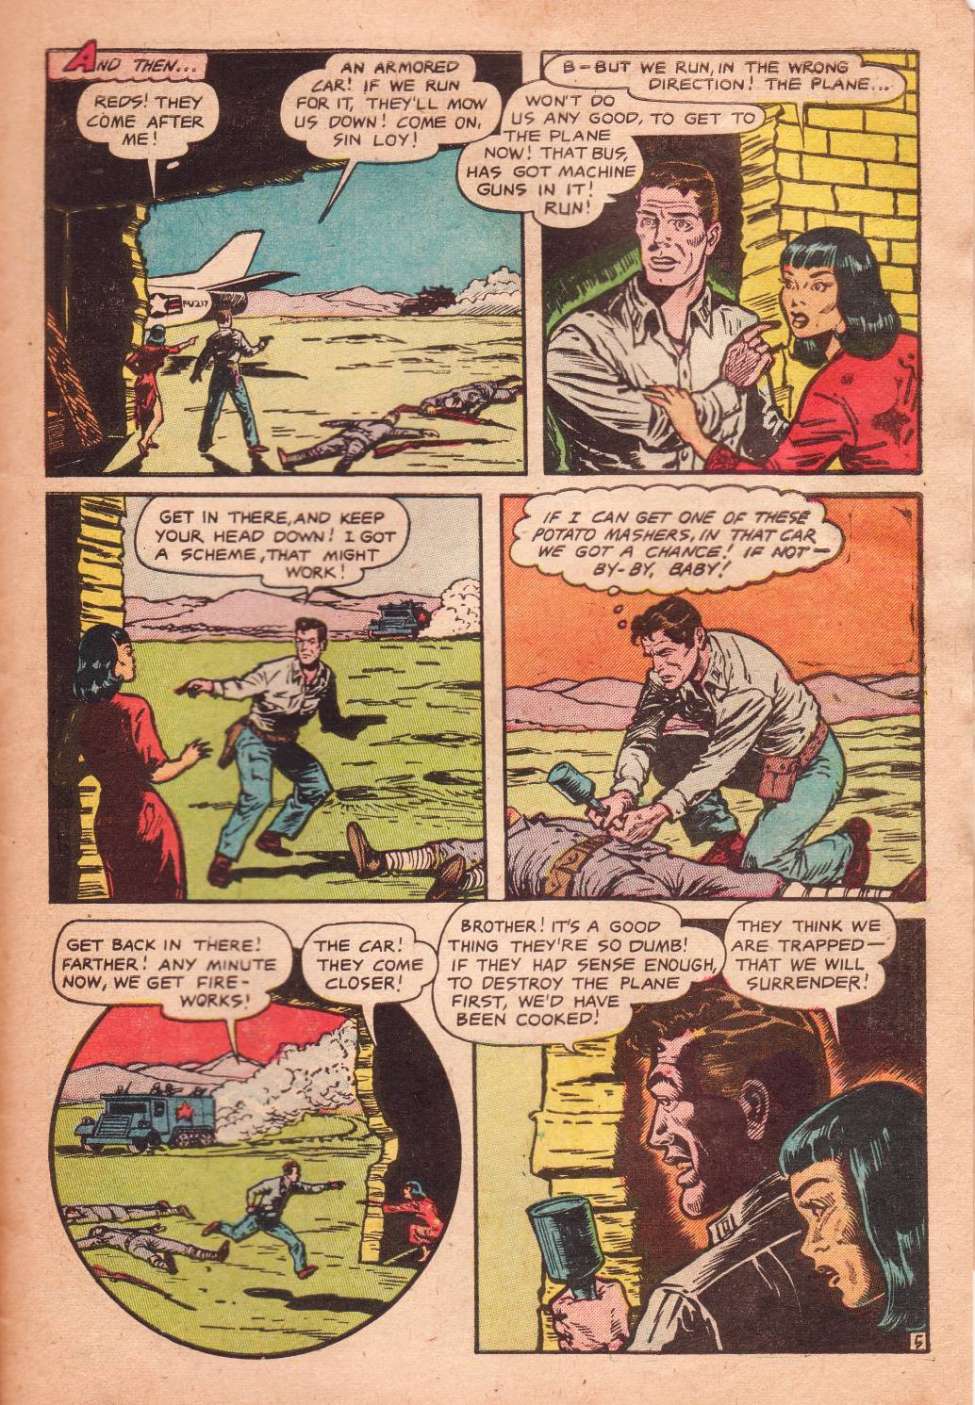 AND THEN...
REDS! THEY
COME AFTER
ME!
AN ARMORED
CAR! IF WE RUN
FOR IT, THEY'LL MOW
US DOWN! COME ON,
SIN LOY!
FU217
B-BUT WE RUN, IN THE WRONG
DIRECTION! THE PLANE...
WON'T DO
US ANY GOOD, TO GET TO
THE PLANE
NOW! THAT BUS,
HAS GOT MACHINE
GUNS IN IT!
RUN!
GET IN THERE, AND KEEP
YOUR HEAD DOWN! I GOT
A SCHEME, THAT MIGHT
WORK!
IF I CAN GET ONE OF THESE
POTATO MASHERS, IN THAT CAR
WE GOT A CHANCE! IF NOT—
BY-BY, BABY!
GET BACK IN THERE!
FARTHER! ANY MINUTE
NOW, WE GET FIRE-
WORKS!
THE CAR!
THEY COME
CLOSER!
BROTHER! IT'S A GOOD
THING THEY'RE SO DUMB!
IF THEY HAD SENSE ENOUGH,
TO DESTROY THE PLANE
FIRST, WE'D HAVE
BEEN COOKED!
THEY THINK WE
ARE TRAPPED—
THAT WE WILL
SURRENDER!
5